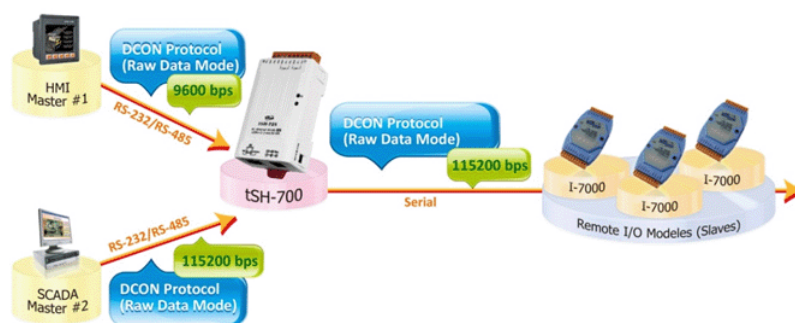 DCON Protocol
(Raw Data Mode)
9600 bps
HMI
Master #1
RS-232/RS-485
tSH-700
DCON Protocol
(Raw Data Mode)
115200 bps
Serial
I-7000
I-7000
I-7000
Remote I/O Modeles (Slaves)
RS-232/RS-485
115200 bps
SCADA
Master #2
DCON Protocol
(Raw Data Mode)